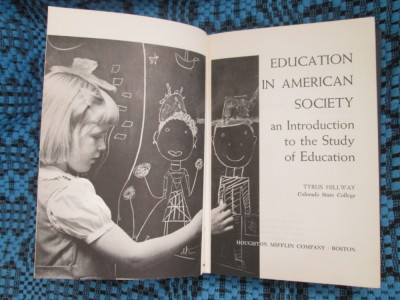 EDUCATION
IN AMERICAN
SOCIETY
an Introduction
to the Study
of Education
TYRUS HILLWAY
Colorado State College
HOUGHTON MIFFLIN COMPANY · BOSTON